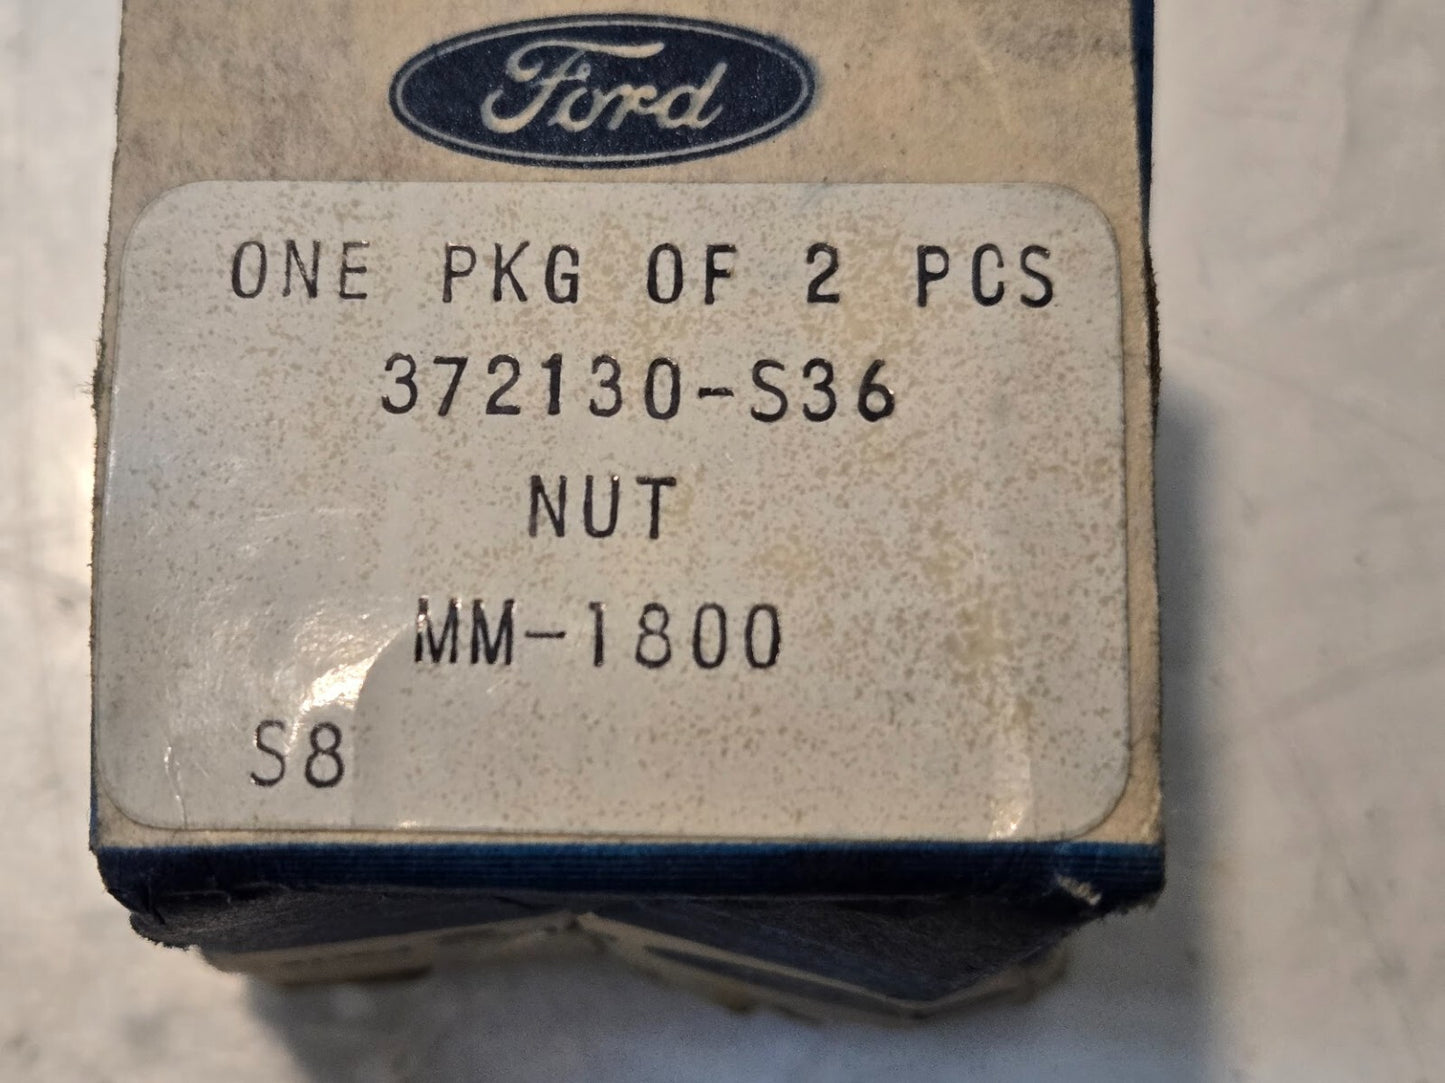 Ford
ONE PKG OF 2 PCS
372130-S36
NUT
MM-1800
S8